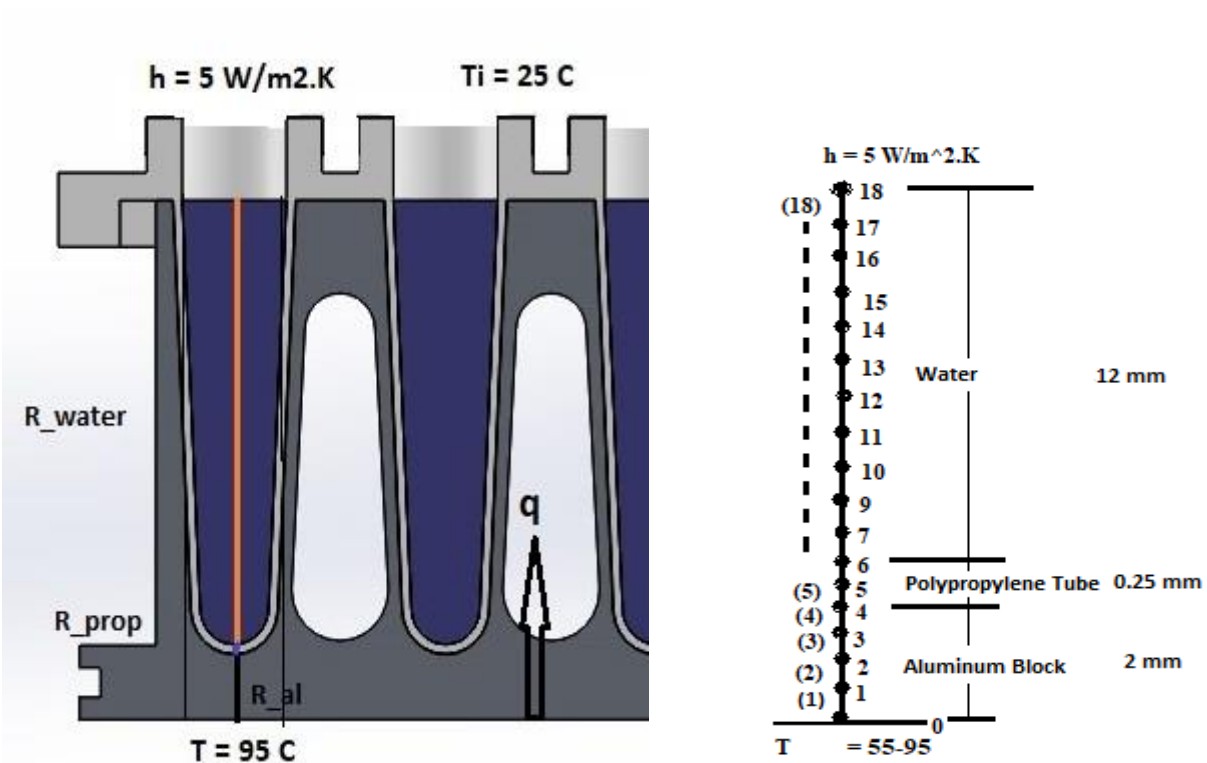 h = 5 W/m2.K
Ti = 25 C
R_water
q
R_prop
R_al
T = 95 C
h = 5 W/m^2.K
18
(18)
17
16
15
14
13
Water
12 mm
12
11
10
9
7
6
Polypropylene Tube 0.25 mm
(5) 5
(4) 4
(3) 3
Aluminum Block 2 mm
(2) 2
(1) 1
0
T = 55-95